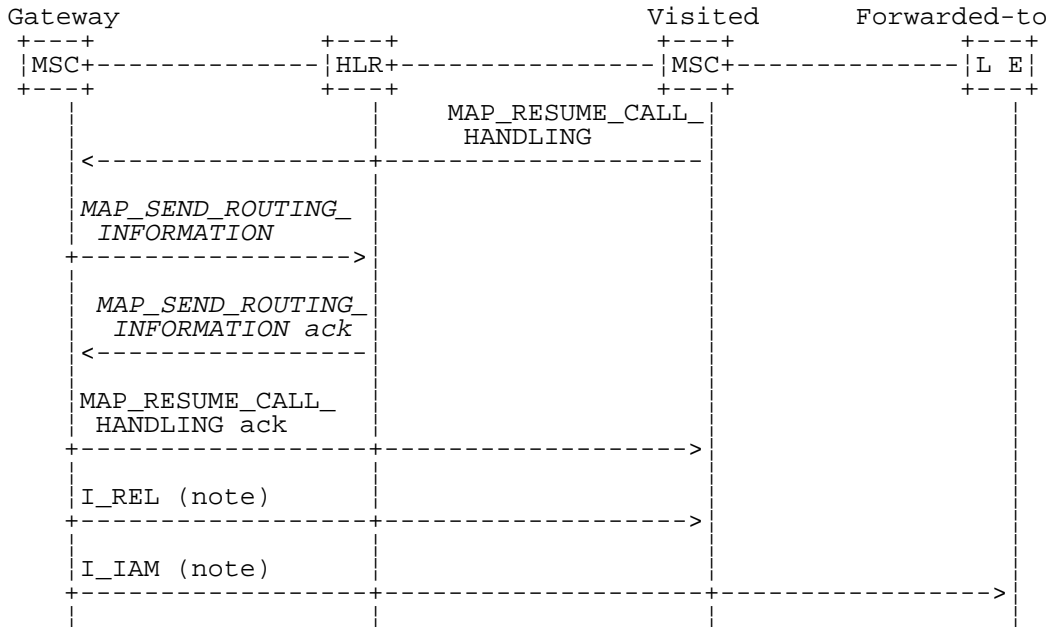 Gateway Visited Forwarded-to
MSC HLR MSC L E
MAP_RESUME_CALL_
HANDLING
MAP_SEND_ROUTING_
INFORMATION
MAP_SEND_ROUTING_
INFORMATION ack
MAP_RESUME_CALL_
HANDLING ack
I_REL (note)
I_IAM (note)